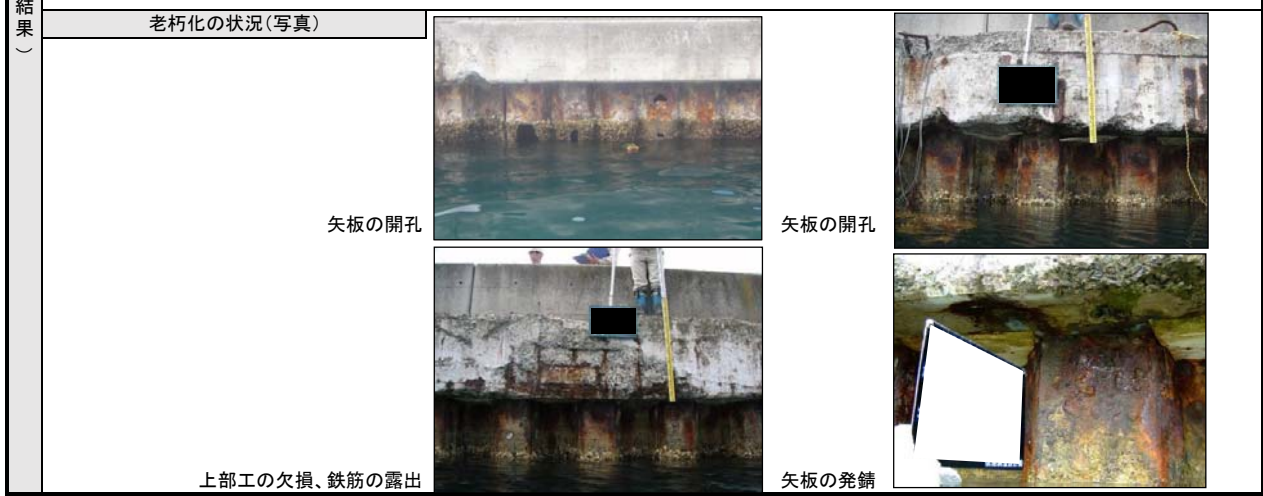 結
果
）
老朽化の状況(写真)
矢板の開孔
矢板の開孔
上部工の欠損、鉄筋の露出
矢板の発錆